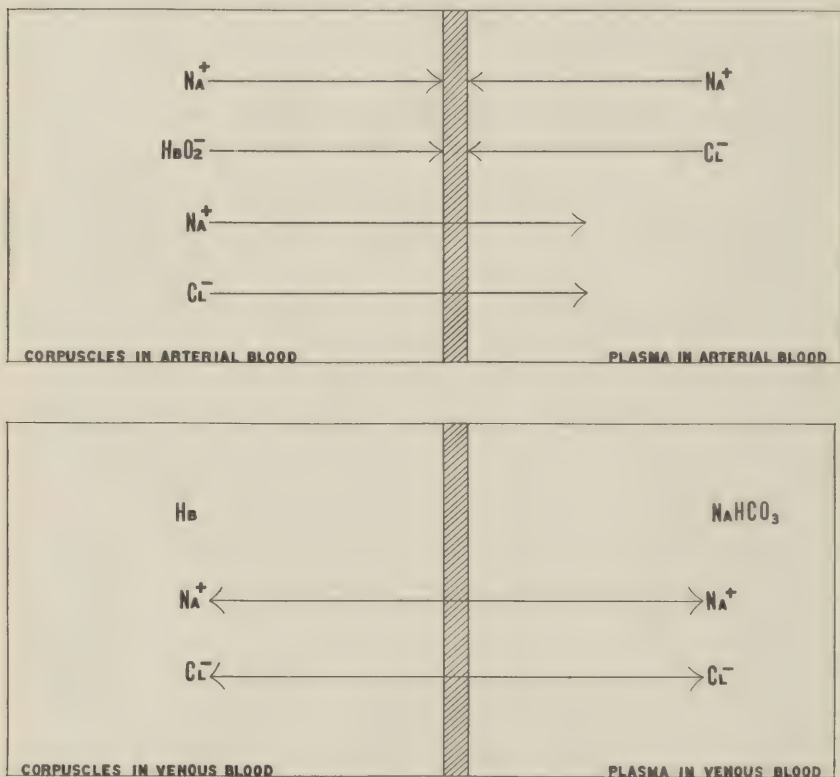 Na+ Na+
HbO2- Cl-
Na+
Cl-
CORPUSCLES IN ARTERIAL BLOOD PLASMA IN ARTERIAL BLOOD
Hb NaHCO3
Na+ Na+
Cl- Cl-
CORPUSCLES IN VENOUS BLOOD PLASMA IN VENOUS BLOOD